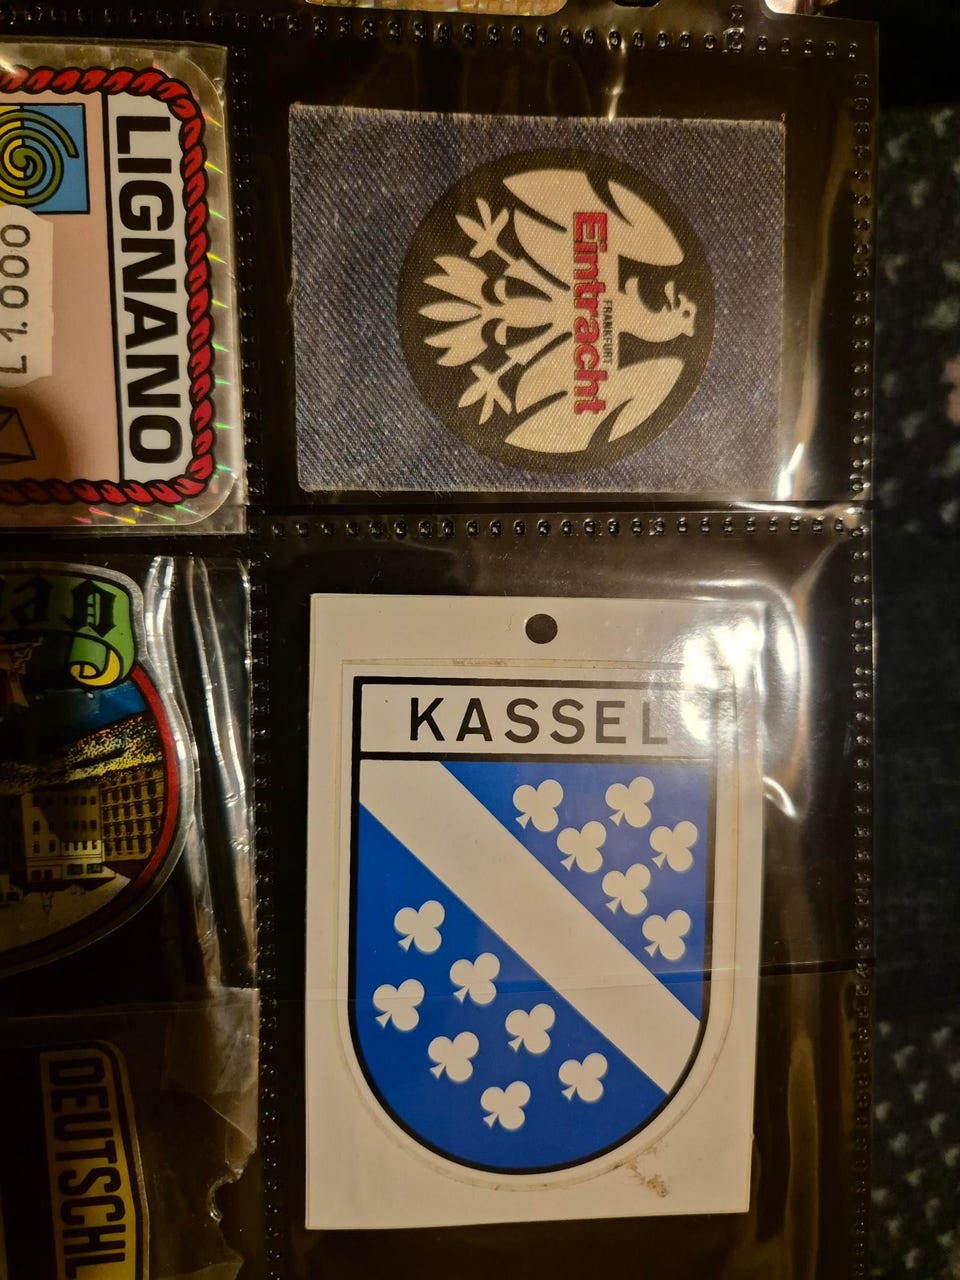 LIGNANO
L 1.000
Eintracht
FRANKFURT
KASSEL
DEUTSCHL